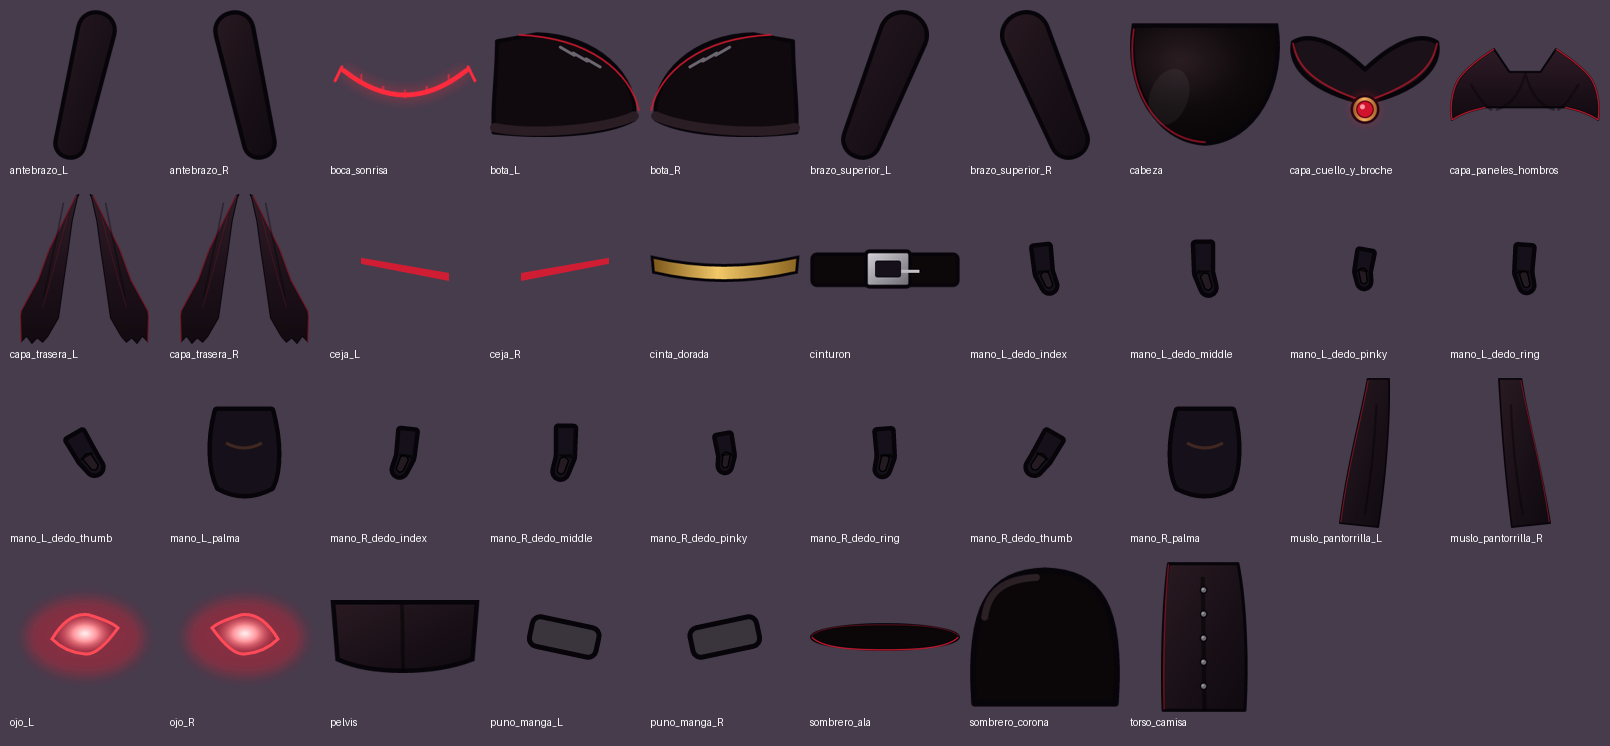 antebrazo_L antebrazo_R boca_sonrisa bota_L bota_R brazo_superior_L brazo_superior_R cabeza capa_cuello_y_broche capa_paneles_hombros
capa_trasera_L capa_trasera_R ceja_L ceja_R cinta_dorada cinturon mano_L_dedo_index mano_L_dedo_middle mano_L_dedo_pinky mano_L_dedo_ring
mano_L_dedo_thumb mano_L_palma mano_R_dedo_index mano_R_dedo_middle mano_R_dedo_pinky mano_R_dedo_ring mano_R_dedo_thumb mano_R_palma muslo_pantorrilla_L muslo_pantorrilla_R
ojo_L ojo_R pelvis puno_manga_L puno_manga_R sombrero_ala sombrero_corona torso_camisa